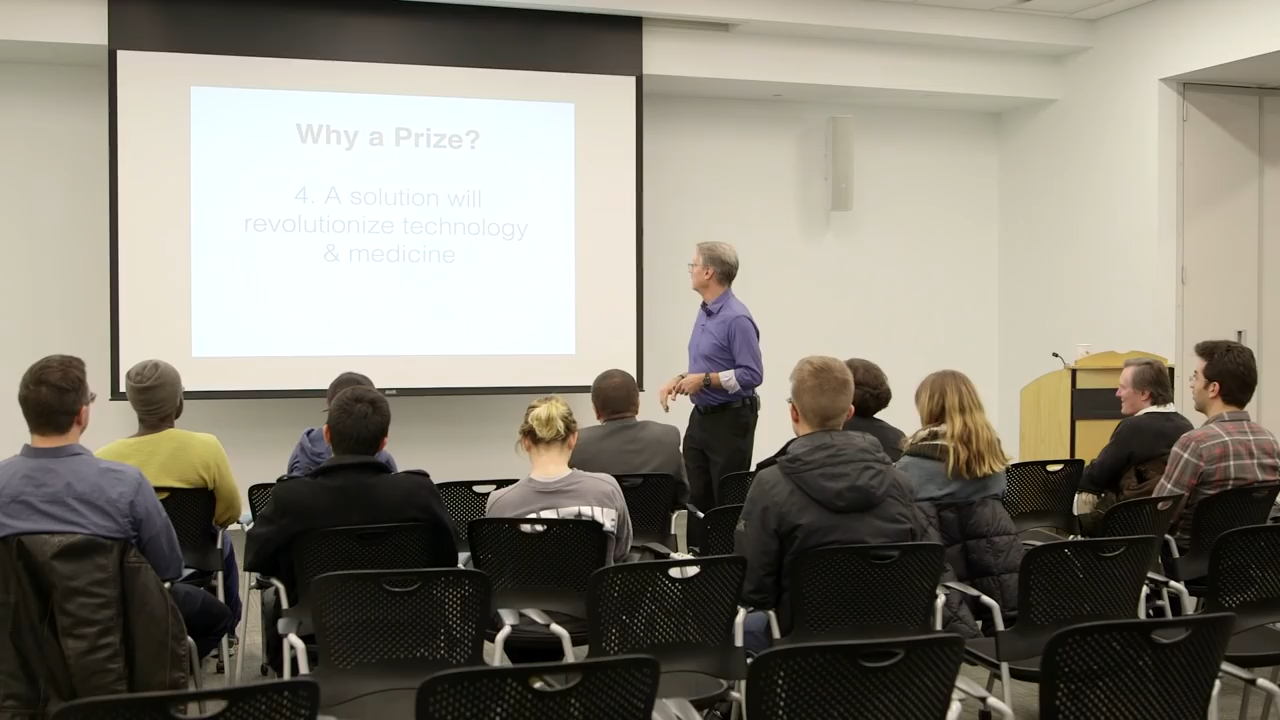 Why a Prize?
4. A solution will
revolutionize technology
& medicine